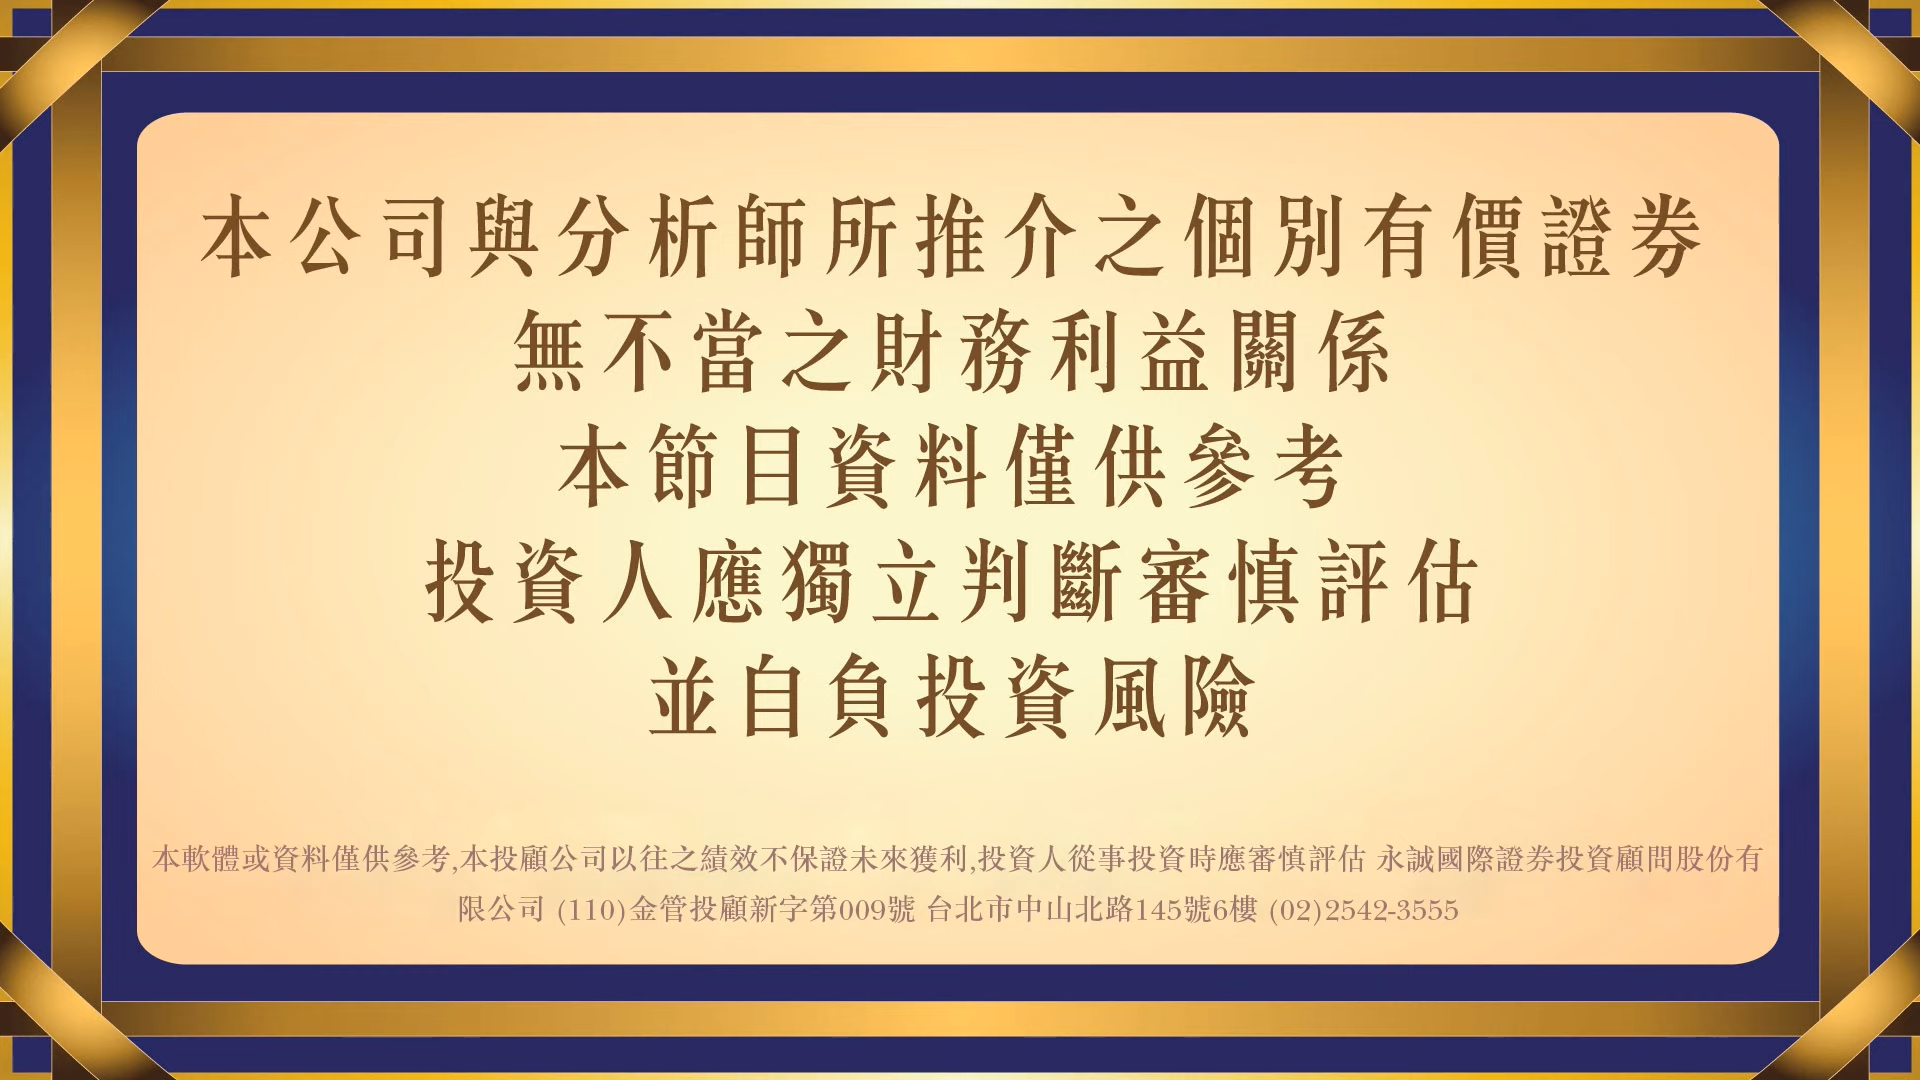 本公司與分析師所推介之個別有價證券
無不當之財務利益關係
本節目資料僅供參考
投資人應獨立判斷審慎評估
並自負投資風險
本軟體或資料僅供參考,本投顧公司以往之績效不保證未來獲利,投資人從事投資時應審慎評估 永誠國際證券投資顧問股份有
限公司 (110)金管投顧新字第009號 台北市中山北路145號6樓 (02)2542-3555